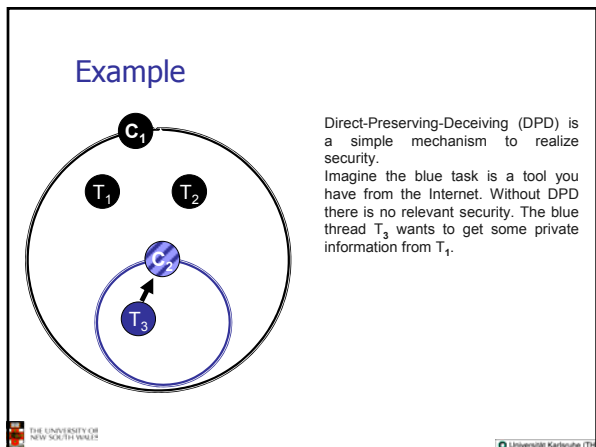 Example
C1
T1 T2
C2
T3
Direct-Preserving-Deceiving (DPD) is
a simple mechanism to realize
security.
Imagine the blue task is a tool you
have from the Internet. Without DPD
there is no relevant security. The blue
thread T3 wants to get some private
information from T1.
THE UNIVERSITY OF
NEW SOUTH WALES
Universität Karlsruhe (TH